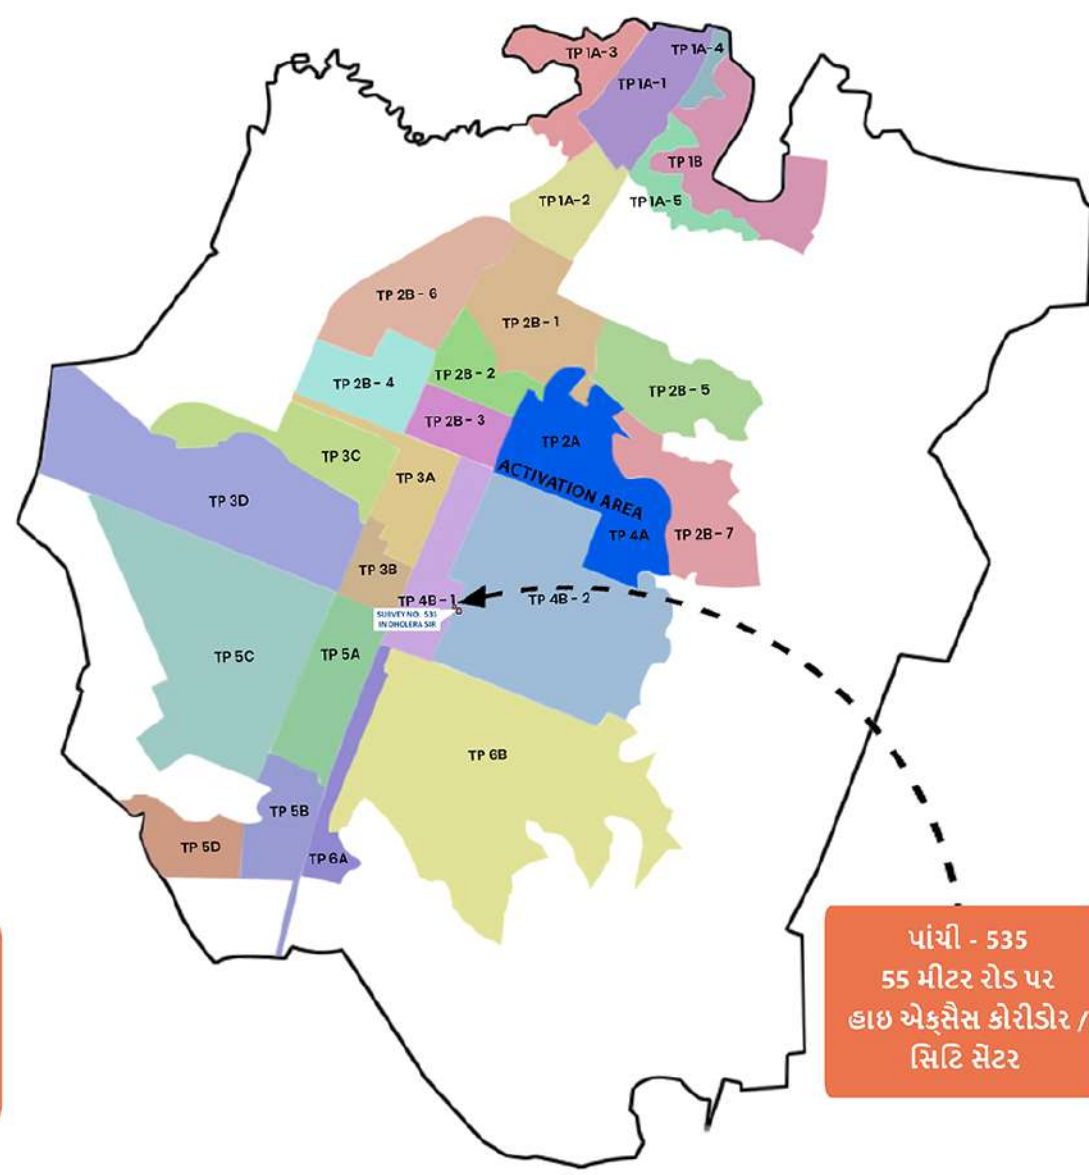 TP 1A-3
TP 1A-4
TP 1A-1
TP 1B
TP 1A-2
TP 1A-5
TP 2B - 6
TP 2B - 1
TP 2B - 2
TP 2B - 4
TP 2B - 5
TP 2B - 3
TP 2A
TP 3C
TP 3A
ACTIVATION AREA
TP 3D
TP 4A
TP 2B - 7
TP 3B
TP 4B - 1
TP 4B - 2
SURVEY NO. 535
IN DHOLERA SIR
TP 5C
TP 5A
TP 6B
TP 5B
TP 5D
TP 6A
પાંચી - 535
55 મીટર રોડ પર
હાઇ એક્સૈસ કોરીડોર /
સિટિ સેંટર